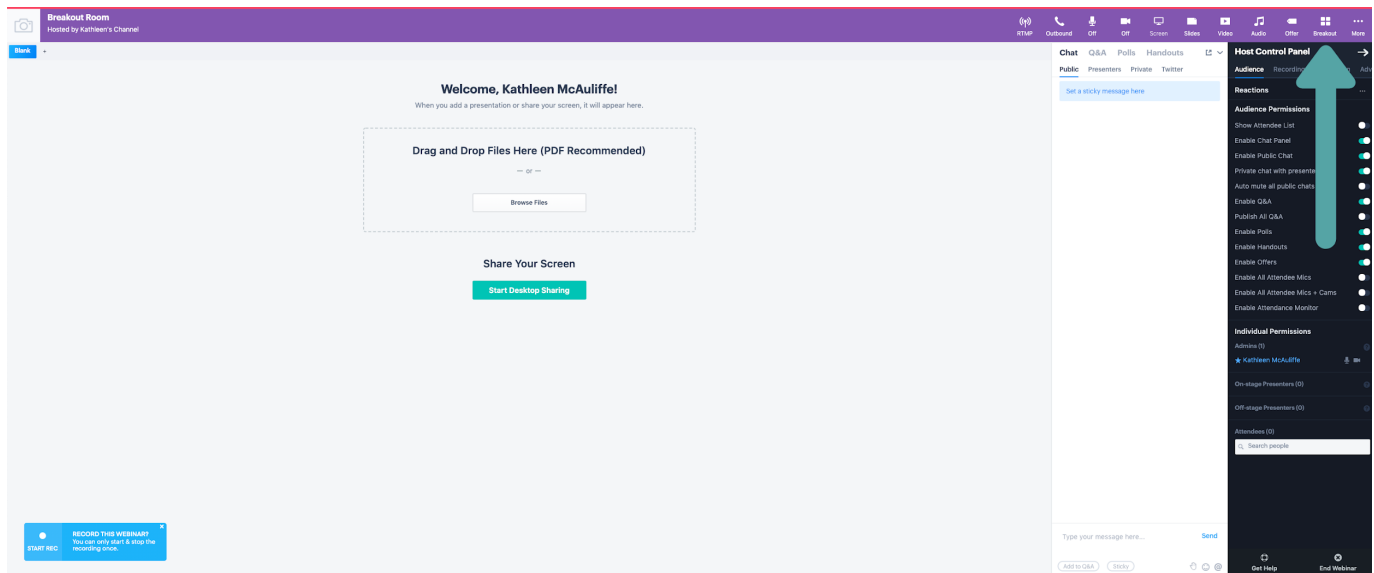 Breakout Room
Hosted by Kathleen's Channel
RTMP Outbound Off Off Screen Slides Video Audio Offer Breakout More
Blank +
Welcome, Kathleen McAuliffe!
When you add a presentation or share your screen, it will appear here.
Drag and Drop Files Here (PDF Recommended)
— or —
Browse Files
Share Your Screen
Start Desktop Sharing
START REC
RECORD THIS WEBINAR?
You can only start & stop the
recording once.
Chat Q&A Polls Handouts
Public Presenters Private Twitter
Set a sticky message here
Type your message here... Send
Add to Q&A Sticky
Host Control Panel
Audience
Reactions ...
Audience Permissions
Show Attendee List
Enable Chat Panel
Enable Public Chat
Private chat with
Auto mute all public chats
Enable Q&A
Publish All Q&A
Enable Polls
Enable Handouts
Enable Offers
Enable All Attendee Mics
Enable All Attendee Mics + Cams
Enable Attendance Monitor
Individual Permissions
Admins (1)
Kathleen McAuliffe
On-stage Presenters (0)
Off-stage Presenters (0)
Attendees (0)
Search people
Get Help End Webinar